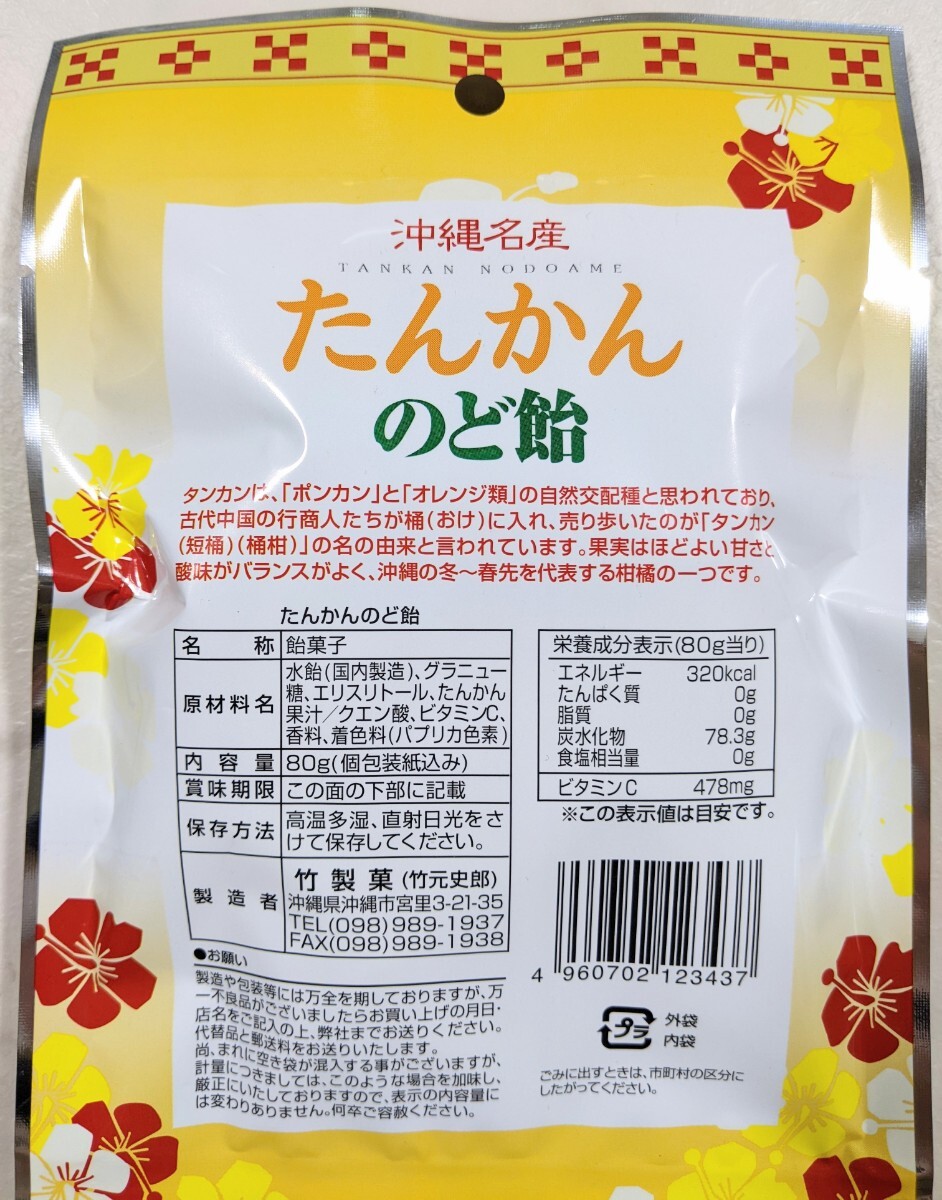 沖縄名産
TANKAN NODOAME
たんかん
のど飴
タンカンは、「ポンカン」と「オレンジ類」の自然交配種と思われており、
古代中国の行商人たちが桶(おけ)に入れ、売り歩いたのが「タンカン
(短桶)(桶柑)」の名の由来と言われています。果実はほどよい甘さと
酸味がバランスがよく、沖縄の冬〜春先を代表する柑橘の一つです。
たんかんのど飴
名称 飴菓子
原材料名 水飴(国内製造)、グラニュー
糖、エリスリトール、たんかん
果汁/クエン酸、ビタミンC、
香料、着色料(パプリカ色素)
内容量 80g(個包装紙込み)
賞味期限 この面の下部に記載
保存方法 高温多湿、直射日光をさ
けて保存してください。
製造者 竹製菓(竹元史郎)
沖縄県沖縄市宮里3-21-35
TEL(098)989-1937
FAX(098)989-1938
●お願い
製造や包装等には万全を期しておりますが、万
一不良品がございましたらお買い上げの月日・
店名をご記入の上、弊社までお送りください。
代替品と郵送料をお送りいたします。
尚、まれに空き袋が混入する事がございますが、
計量につきましては、このような場合を加味し、
厳正にいたしておりますので、表示の内容量に
は変わりありません。何卒ご容赦ください。
栄養成分表示(80g当り)
エネルギー 320kcal
たんぱく質 0g
脂質 0g
炭水化物 78.3g
食塩相当量 0g
ビタミンC 478mg
※この表示値は目安です。
4 960702 123437
プラ
外袋
内袋
ごみに出すときは、市町村の区分に
したがってください。